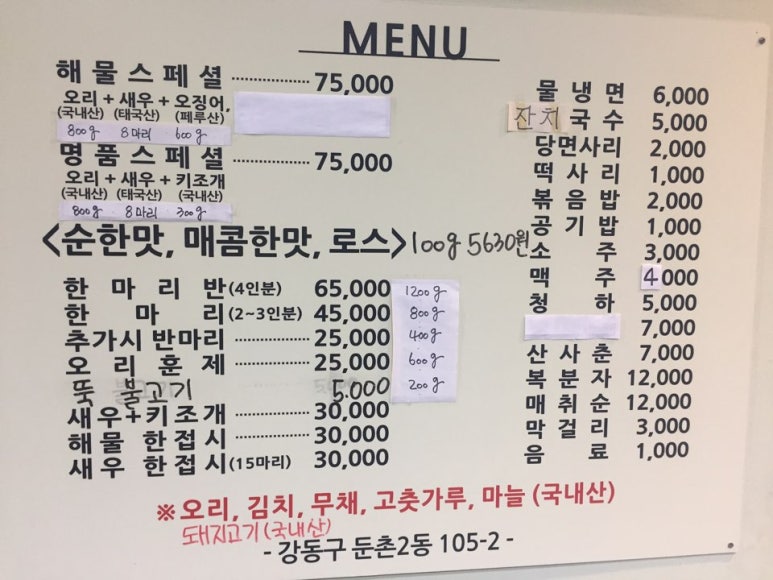 MENU
해물스페셜 75,000
오리+새우+오징어,
(국내산) (태국산) (페루산)
800g 8마리 600g
명품스페셜 75,000
오리+새우+키조개
(국내산) (태국산) (국내산)
800g 8마리 300g
<순한맛, 매콤한맛, 로스> 100g 5630원
한마리반(4인분) 65,000 1200g
한마리(2~3인분) 45,000 800g
추가시반마리 25,000 400g
오리훈제 25,000 600g
뚝불고기 5,000 200g
새우+키조개 30,000
해물한접시 30,000
새우한접시(15마리) 30,000
물냉면 6,000
잔치국수 5,000
당면사리 2,000
떡사리 1,000
볶음밥 2,000
공기밥 1,000
소주 3,000
맥주 4000
청하 5,000
7,000
산사춘 7,000
복분자 12,000
매취순 12,000
막걸리 3,000
음료 1,000
※오리, 김치, 무채, 고춧가루, 마늘 (국내산)
돼지고기(국내산)
- 강동구 둔촌2동 105-2 -